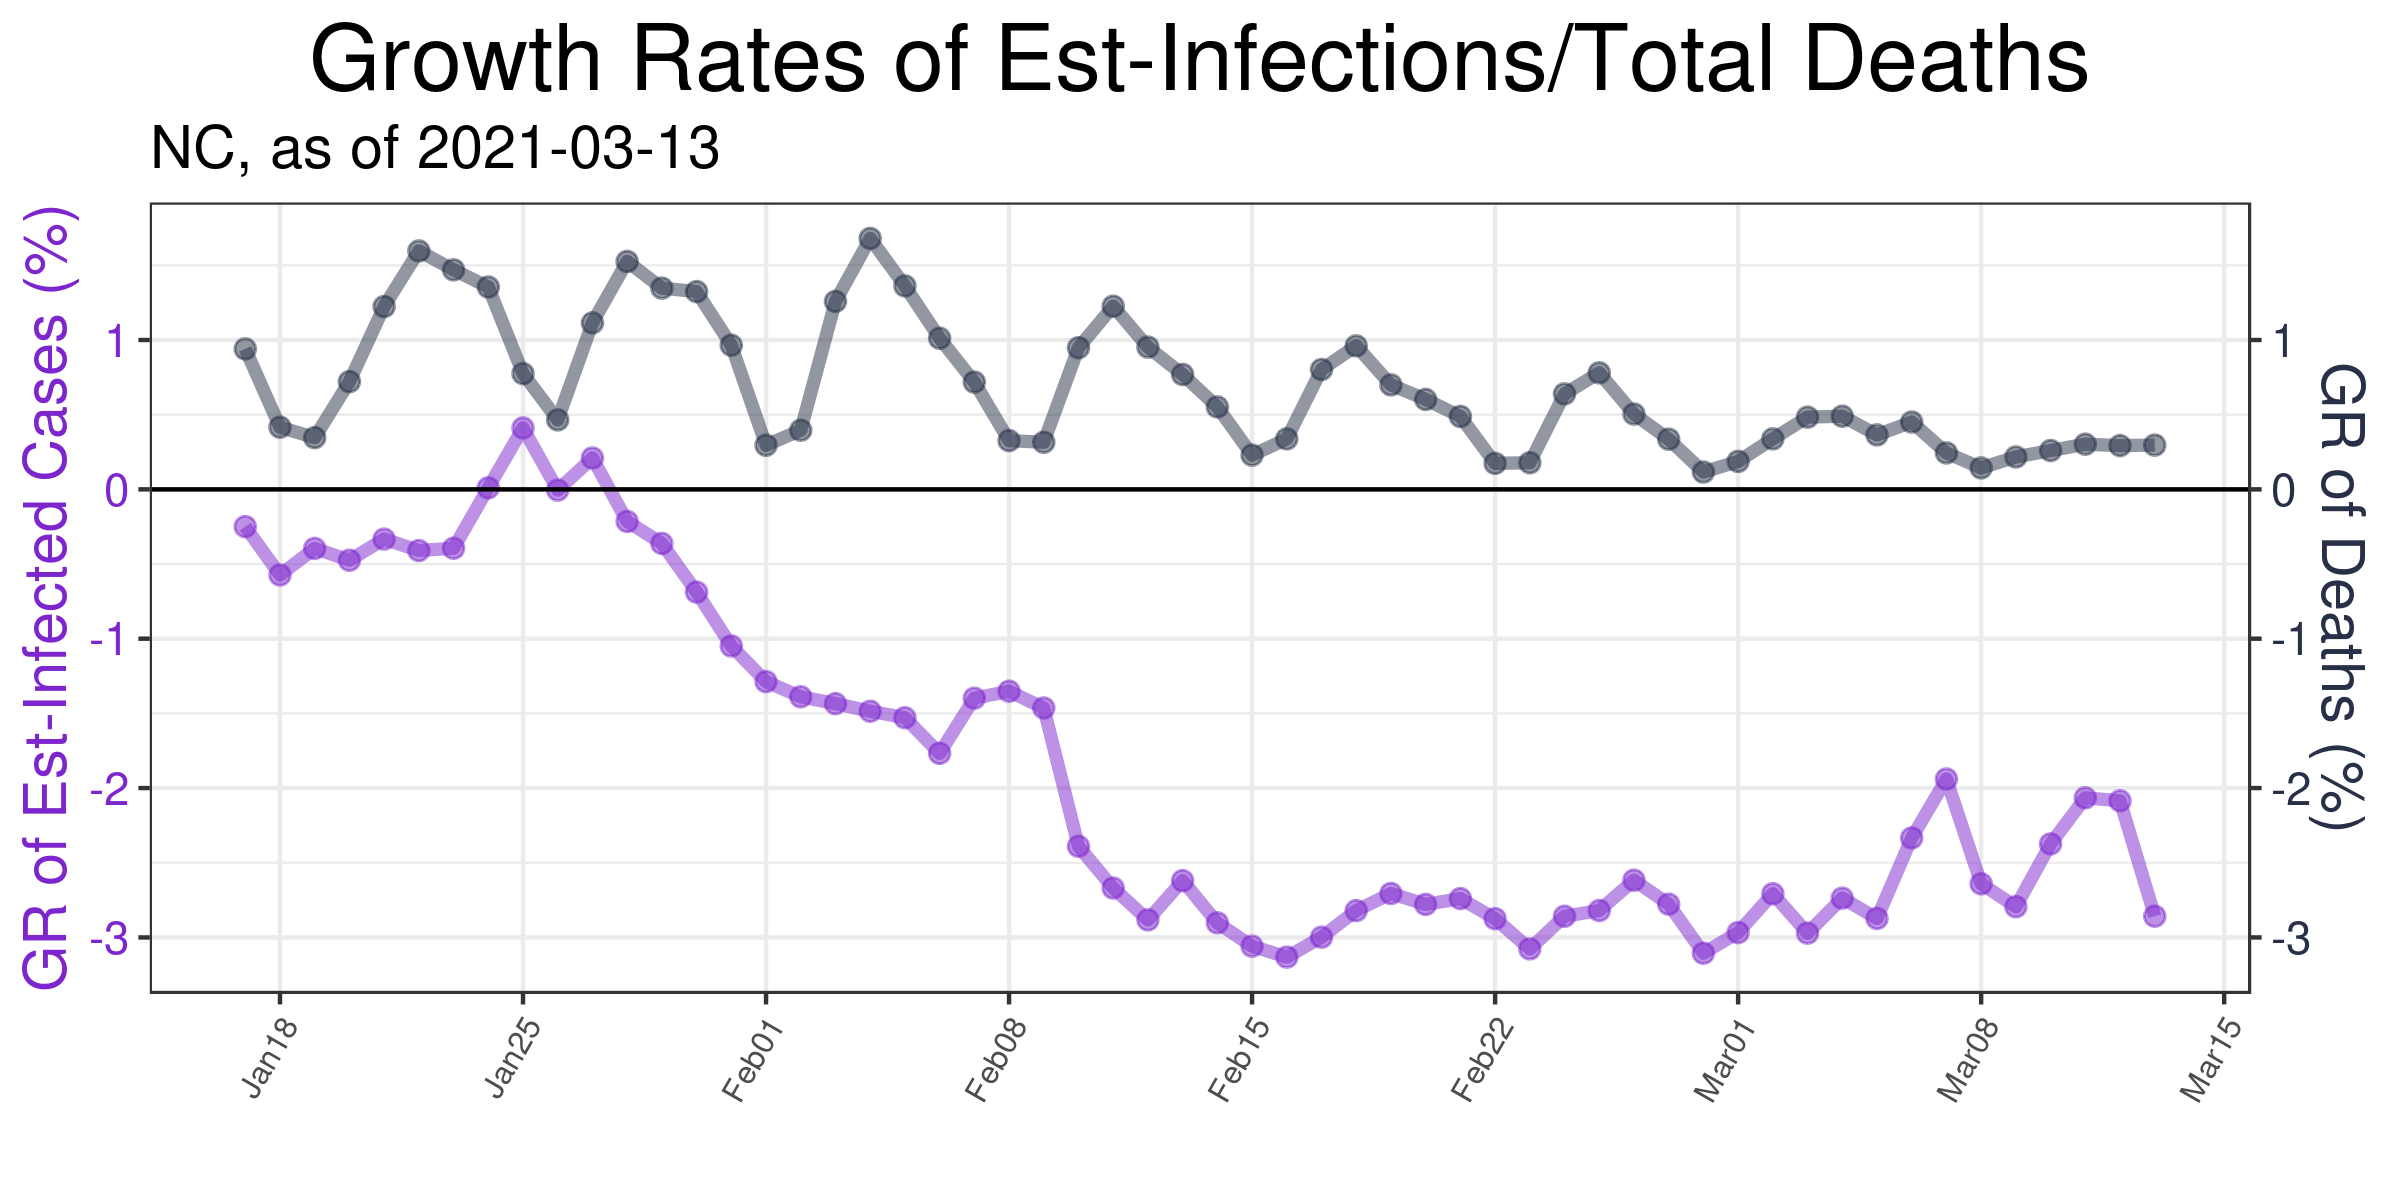 Growth Rates of Est-Infections/Total Deaths
NC, as of 2021-03-13
GR of Est-Infected Cases (%)
1
0
-1
-2
-3
1
0
-1
-2
-3
GR of Deaths (%)
Jan18
Jan25
Feb01
Feb08
Feb15
Feb22
Mar01
Mar08
Mar15